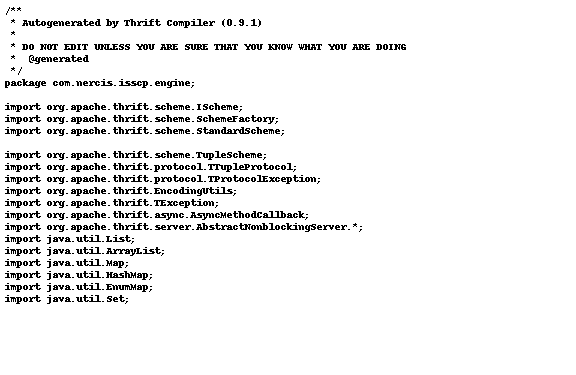 /**
 * Autogenerated by Thrift Compiler (0.9.1)
 *
 * DO NOT EDIT UNLESS YOU ARE SURE THAT YOU KNOW WHAT YOU ARE DOING
 *  @generated
 */
package com.nercis.isscp.engine;

import org.apache.thrift.scheme.IScheme;
import org.apache.thrift.scheme.SchemeFactory;
import org.apache.thrift.scheme.StandardScheme;

import org.apache.thrift.scheme.TupleScheme;
import org.apache.thrift.protocol.TTupleProtocol;
import org.apache.thrift.protocol.TProtocolException;
import org.apache.thrift.EncodingUtils;
import org.apache.thrift.TException;
import org.apache.thrift.async.AsyncMethodCallback;
import org.apache.thrift.server.AbstractNonblockingServer.*;
import java.util.List;
import java.util.ArrayList;
import java.util.Map;
import java.util.HashMap;
import java.util.EnumMap;
import java.util.Set;